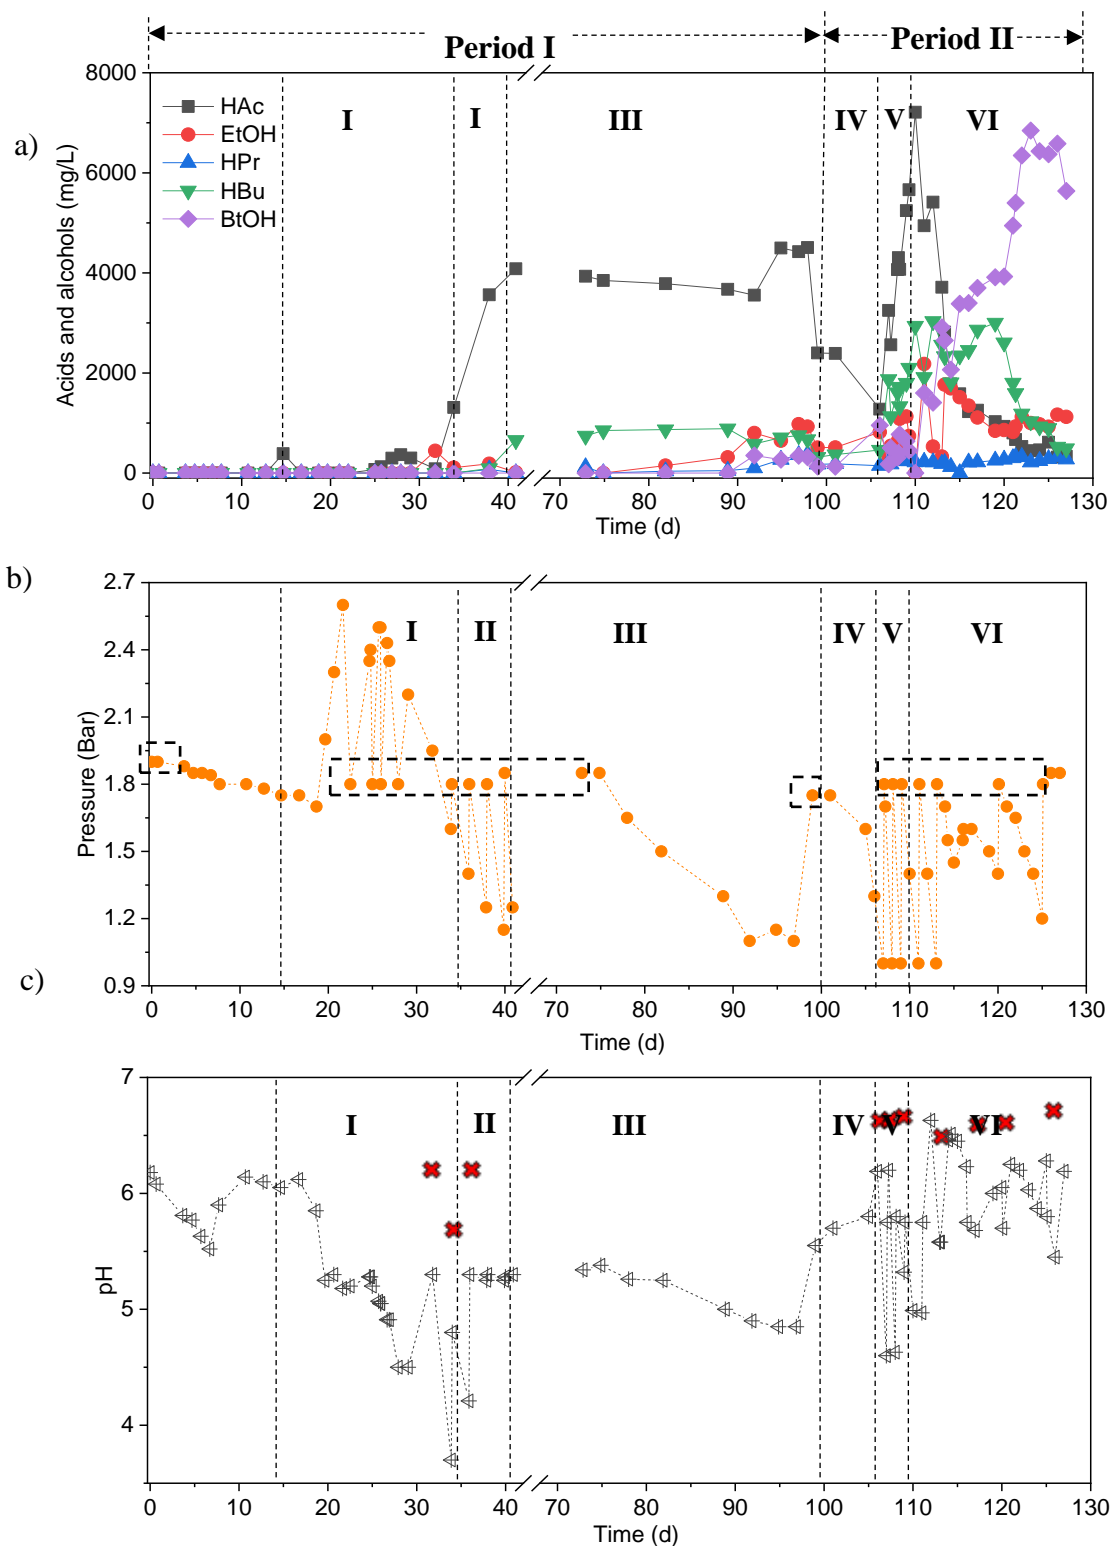 Period I
Period II
a)
8000
6000
4000
2000
0
Acids and alcohols (mg/L)
HAc
EtOH
HPr
HBu
BtOH
I
I
III
IV
V
VI
0 10 20 30 40 70 80 90 100 110 120 130
Time (d)
b)
2.7
2.4
2.1
1.8
1.5
1.2
0.9
Pressure (Bar)
I
II
III
IV
V
VI
0 10 20 30 40 70 80 90 100 110 120 130
Time (d)
c)
7
6
5
4
pH
I
II
III
IV
V
VI
0 10 20 30 40 70 80 90 100 110 120 130
Time (d)